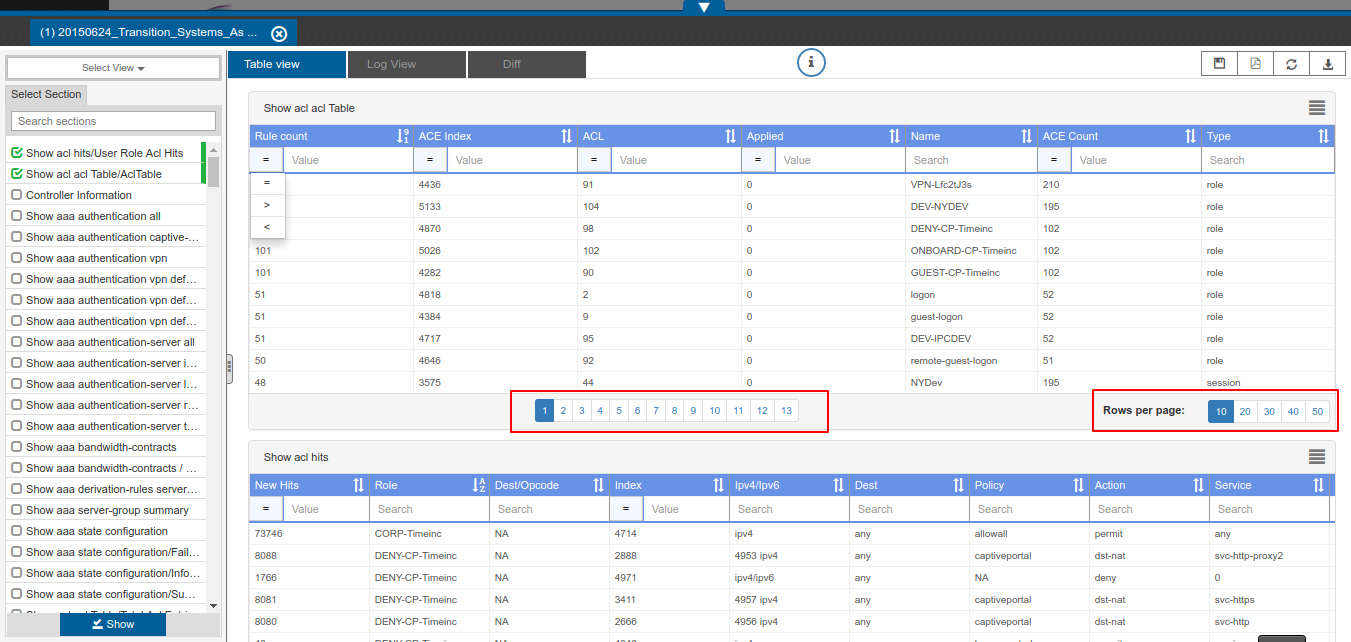 (1) 20150624_Transition_Systems_As ...
Select View
Select Section
Search sections
Show acl hits/User Role Acl Hits
Show acl acl Table/AclTable
Controller Information
Show aaa authentication all
Show aaa authentication captive-...
Show aaa authentication vpn
Show aaa authentication vpn def...
Show aaa authentication vpn def...
Show aaa authentication vpn def...
Show aaa authentication-server all
Show aaa authentication-server i...
Show aaa authentication-server l...
Show aaa authentication-server r...
Show aaa authentication-server t...
Show aaa bandwidth-contracts
Show aaa bandwidth-contracts / ...
Show aaa derivation-rules server...
Show aaa server-group summary
Show aaa state configuration
Show aaa state configuration/Fail...
Show aaa state configuration/Info...
Show aaa state configuration/Su...
Show
Table view Log View Diff i
Show acl acl Table
Rule count ACE Index ACL Applied Name ACE Count Type
= Value = Value = Value = Value Search = Value Search
= 4436 91 0 VPN-Lfc2tJ3s 210 role
> 5133 104 0 DEV-NYDEV 195 role
< 4870 98 0 DENY-CP-Timeinc 102 role
101 5026 102 0 ONBOARD-CP-Timeinc 102 role
101 4282 90 0 GUEST-CP-Timeinc 102 role
51 4818 2 0 logon 52 role
51 4384 9 0 guest-logon 52 role
51 4717 95 0 DEV-IPCDEV 52 role
50 4646 92 0 remote-guest-logon 51 role
48 3575 44 0 NYDev 195 session
1 2 3 4 5 6 7 8 9 10 11 12 13 Rows per page: 10 20 30 40 50
Show acl hits
New Hits Role Dest/Opcode Index Ipv4/Ipv6 Dest Policy Action Service
= Value Search Search = Value Search Search Search Search Search
73746 CORP-Timeinc NA 4714 ipv4 any allowall permit any
8088 DENY-CP-Timeinc NA 2888 4953 ipv4 any captiveportal dst-nat svc-http-proxy2
1766 DENY-CP-Timeinc NA 4971 ipv4/ipv6 any NA deny 0
8081 DENY-CP-Timeinc NA 3411 4957 ipv4 any captiveportal dst-nat svc-https
8080 DENY-CP-Timeinc NA 2666 4956 ipv4 any captiveportal dst-nat svc-http